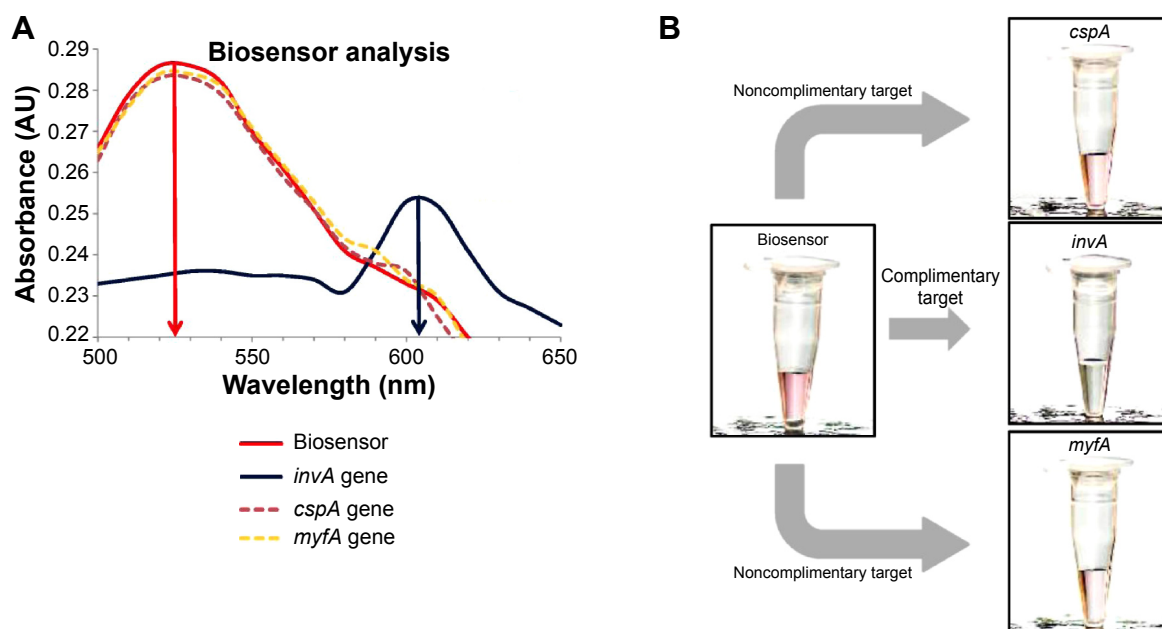 A
Biosensor analysis
Absorbance (AU)
0.29
0.28
0.27
0.26
0.25
0.23
0.22
500
550
600
650
Wavelength (nm)
Biosensor
invA gene
cspA gene
myfA gene
B
cspA
Noncomplimentary target
Biosensor
Complimentary
target
invA
myfA
Noncomplimentary target